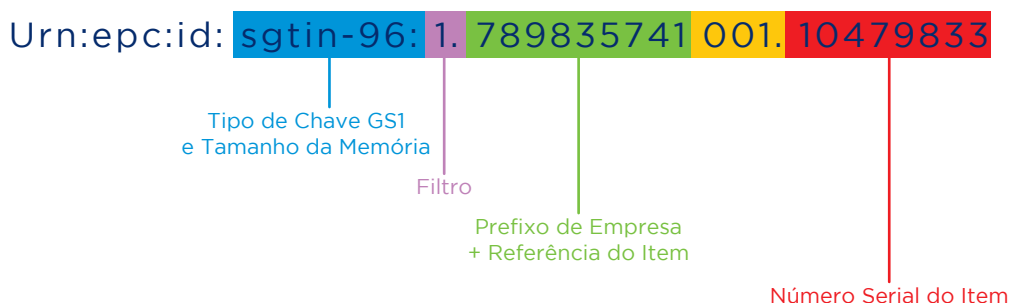 Urn:epc:id: sgtin-96: 1. 789835741 001. 10479833
Tipo de Chave GS1
e Tamanho da Memória
Filtro
Prefixo de Empresa
+ Referência do Item
Número Serial do Item